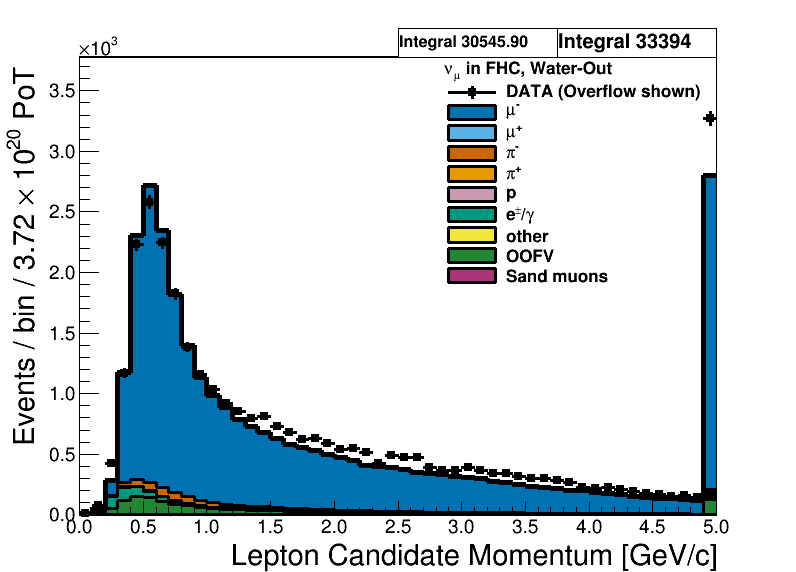 ×10³
Integral 30545.90
Integral 33394
ν_μ in FHC, Water-Out
DATA (Overflow shown)
μ⁻
μ⁺
π⁻
π⁺
p
e±/γ
other
OOFV
Sand muons
Events / bin / 3.72 × 10²⁰ PoT
3.5
3.0
2.5
2.0
1.5
1.0
0.5
0.0
0.0 0.5 1.0 1.5 2.0 2.5 3.0 3.5 4.0 4.5 5.0
Lepton Candidate Momentum [GeV/c]